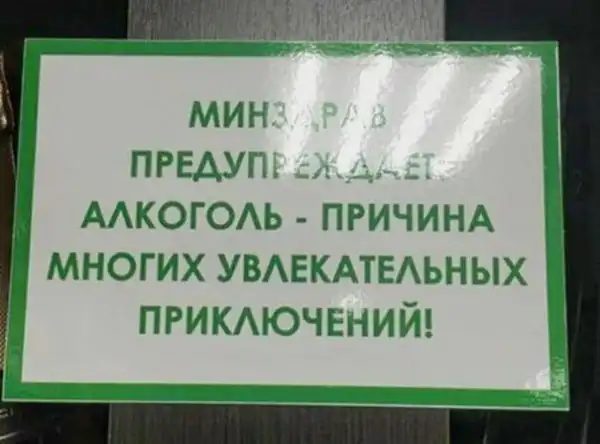 МИНЗДРАВ
ПРЕДУПРЕЖДАЕТ:
АЛКОГОЛЬ - ПРИЧИНА
МНОГИХ УВЛЕКАТЕЛЬНЫХ
ПРИКЛЮЧЕНИЙ!